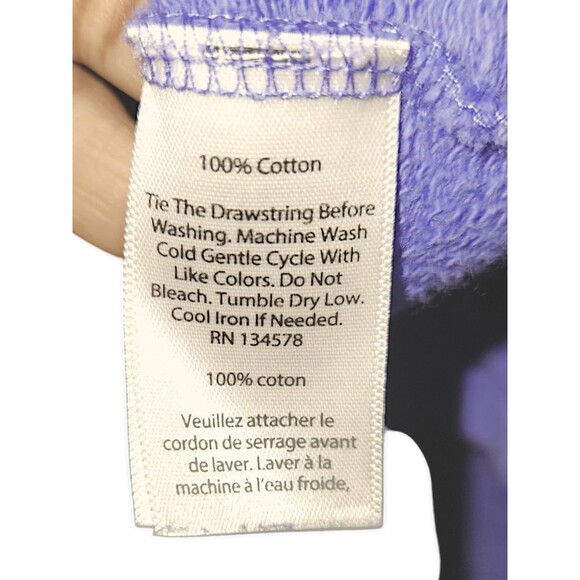 100% Cotton
Tie The Drawstring Before
Washing. Machine Wash
Cold Gentle Cycle With
Like Colors. Do Not
Bleach. Tumble Dry Low.
Cool Iron If Needed.
RN 134578
100% coton
Veuillez attacher le
cordon de serrage avant
de laver. Laver à la
machine à l'eau froide,